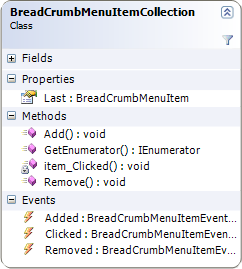 BreadCrumbMenuItemCollection
Class
Fields
Properties
Last : BreadCrumbMenuItem
Methods
Add() : void
GetEnumerator() : IEnumerator
item_Clicked() : void
Remove() : void
Events
Added : BreadCrumbMenuItemEvent...
Clicked : BreadCrumbMenuItemEvent...
Removed : BreadCrumbMenuItemEv...